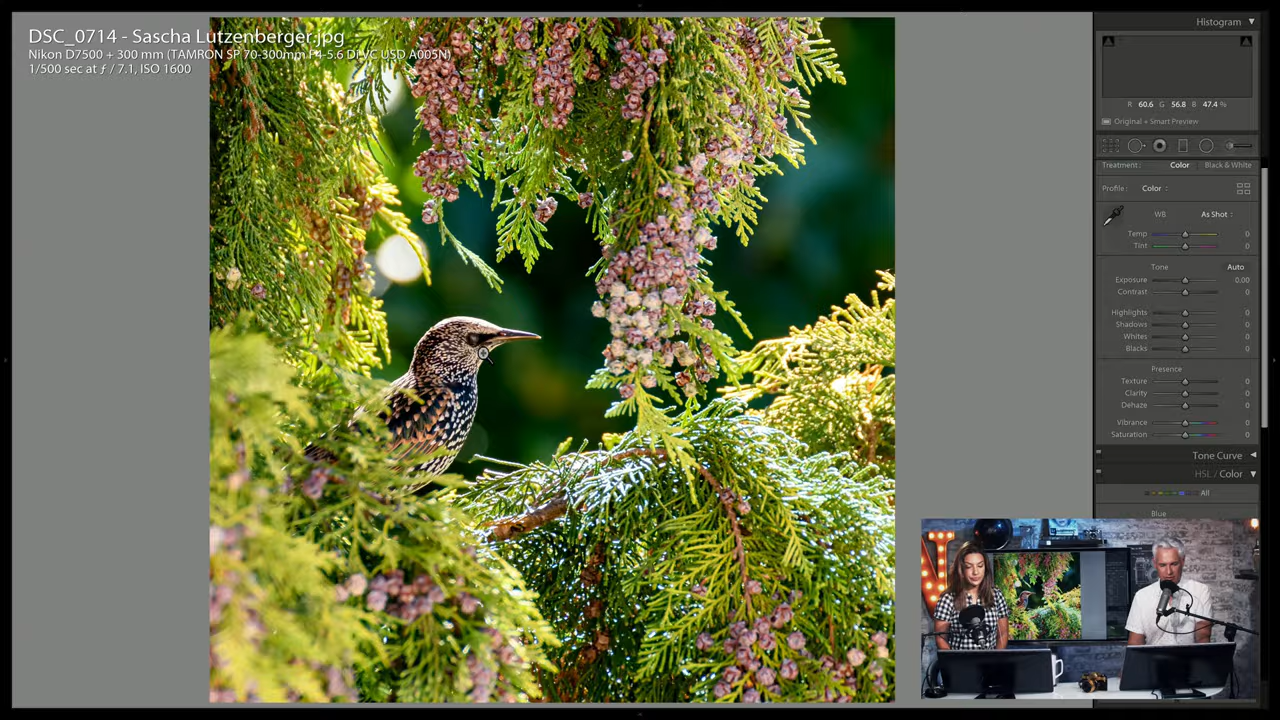 DSC_0714 - Sascha Lutzenberger.jpg
Nikon D7500 + 300 mm (TAMRON SP 70-300mm F4-5.6 Di VC USD A005N)
1/500 sec at ƒ / 7.1, ISO 1600
Histogram
R 60.6 G 56.8 B 47.4 %
Original + Smart Preview
Treatment: Color Black & White
Profile: Color
WB As Shot
Temp 0
Tint 0
Tone Auto
Exposure 0.00
Contrast 0
Highlights 0
Shadows 0
Whites 0
Blacks 0
Presence
Texture 0
Clarity 0
Dehaze 0
Vibrance 0
Saturation 0
Tone Curve
HSL / Color
All
Blue
N